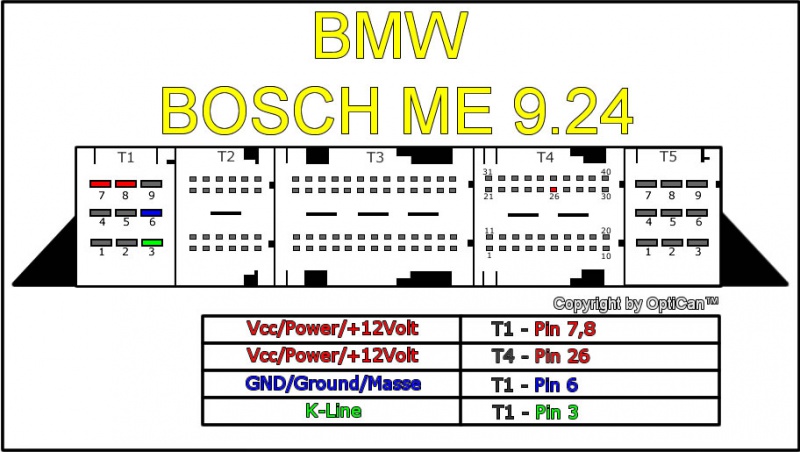 BMW
BOSCH ME 9.24
T1 T2 T3 T4 T5
31 40
7 8 9 21 26 30 7 8 9
4 5 6 4 5 6
11 20
1 2 3 1 10 1 2 3
Copyright by OptiCan™
Vcc/Power/+12Volt T1 - Pin 7,8
Vcc/Power/+12Volt T4 - Pin 26
GND/Ground/Masse T1 - Pin 6
K-Line T1 - Pin 3